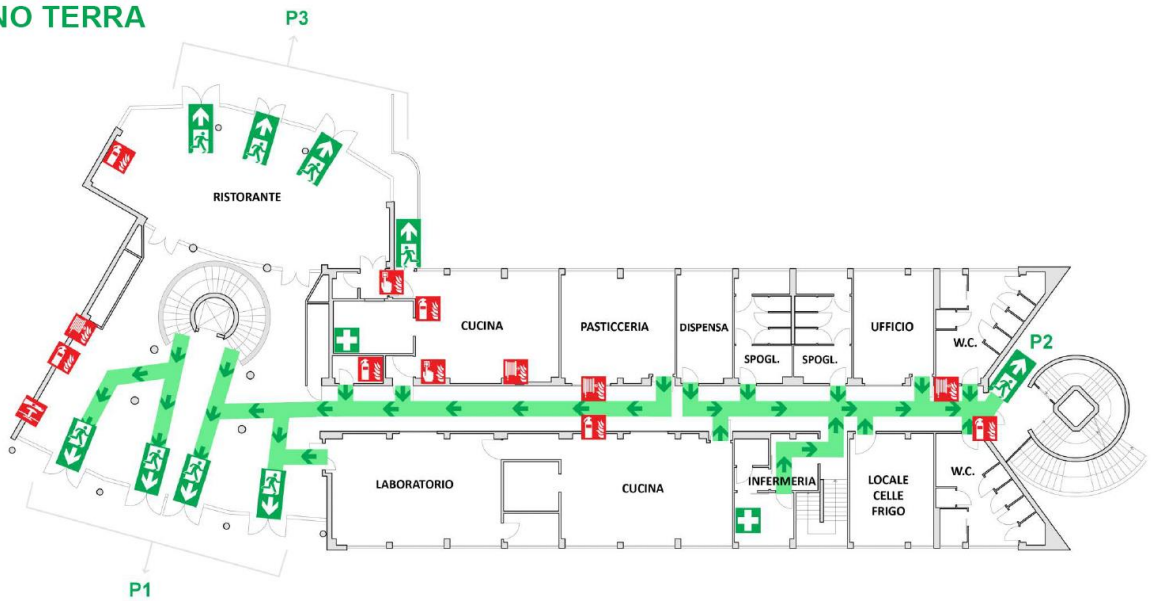 NO TERRA
P3
RISTORANTE
CUCINA
PASTICCERIA
DISPENSA
SPOGL.
SPOGL.
UFFICIO
W.C.
P2
LABORATORIO
CUCINA
INFERMERIA
LOCALE
CELLE
FRIGO
W.C.
P1